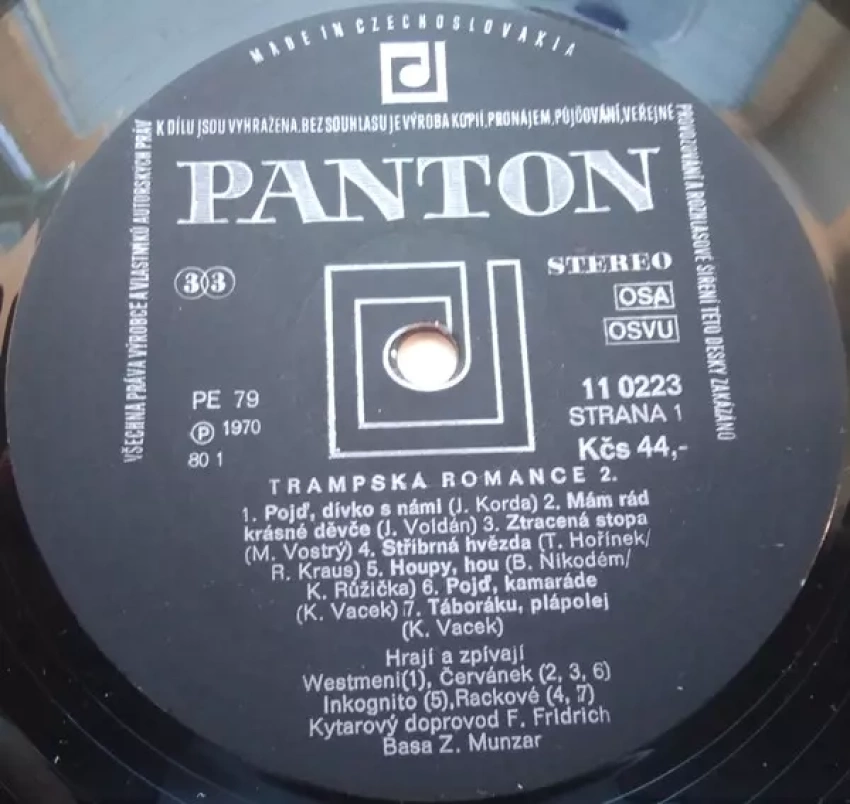 MADE IN CZECHOSLOVAKIA
VŠECHNA PRÁVA VÝROBCE A VLASTNÍKŮ AUTORSKÝCH PRÁV
K DÍLU JSOU VYHRAŽENA. BEZ SOUHLASU JE VÝROBA KOPIÍ, PRONÁJEM, PŮJČOVÁNÍ, VEŘEJNÉ
PROVOZOVÁNÍ A ROZHLASOVÉ ŠÍŘENÍ TÉTO DESKY ZAKÁZÁNO
PANTON
33
STEREO
OSA
OSVU
PE 79
Ⓟ 1970
80 1
11 0223
STRANA 1
Kčs 44,-
TRAMPSKÁ ROMANCE 2.
1. Pojď, dívko s námi (J. Korda) 2. Mám rád
krásné děvče (J. Voldán) 3. Ztracená stopa
(M. Vostrý) 4. Stříbrná hvězda (T. Hořínek/
R. Kraus) 5. Houpy, hou (B. Nikodém/
K. Růžička) 6. Pojď, kamaráde
(K. Vacek) 7. Táboráku, plápolej
(K. Vacek)
Hrají a zpívají
Westmeni(1), Červánek (2, 3, 6)
Inkognito (5),Rackové (4, 7)
Kytarový doprovod F. Fridrich
Basa Z. Munzar